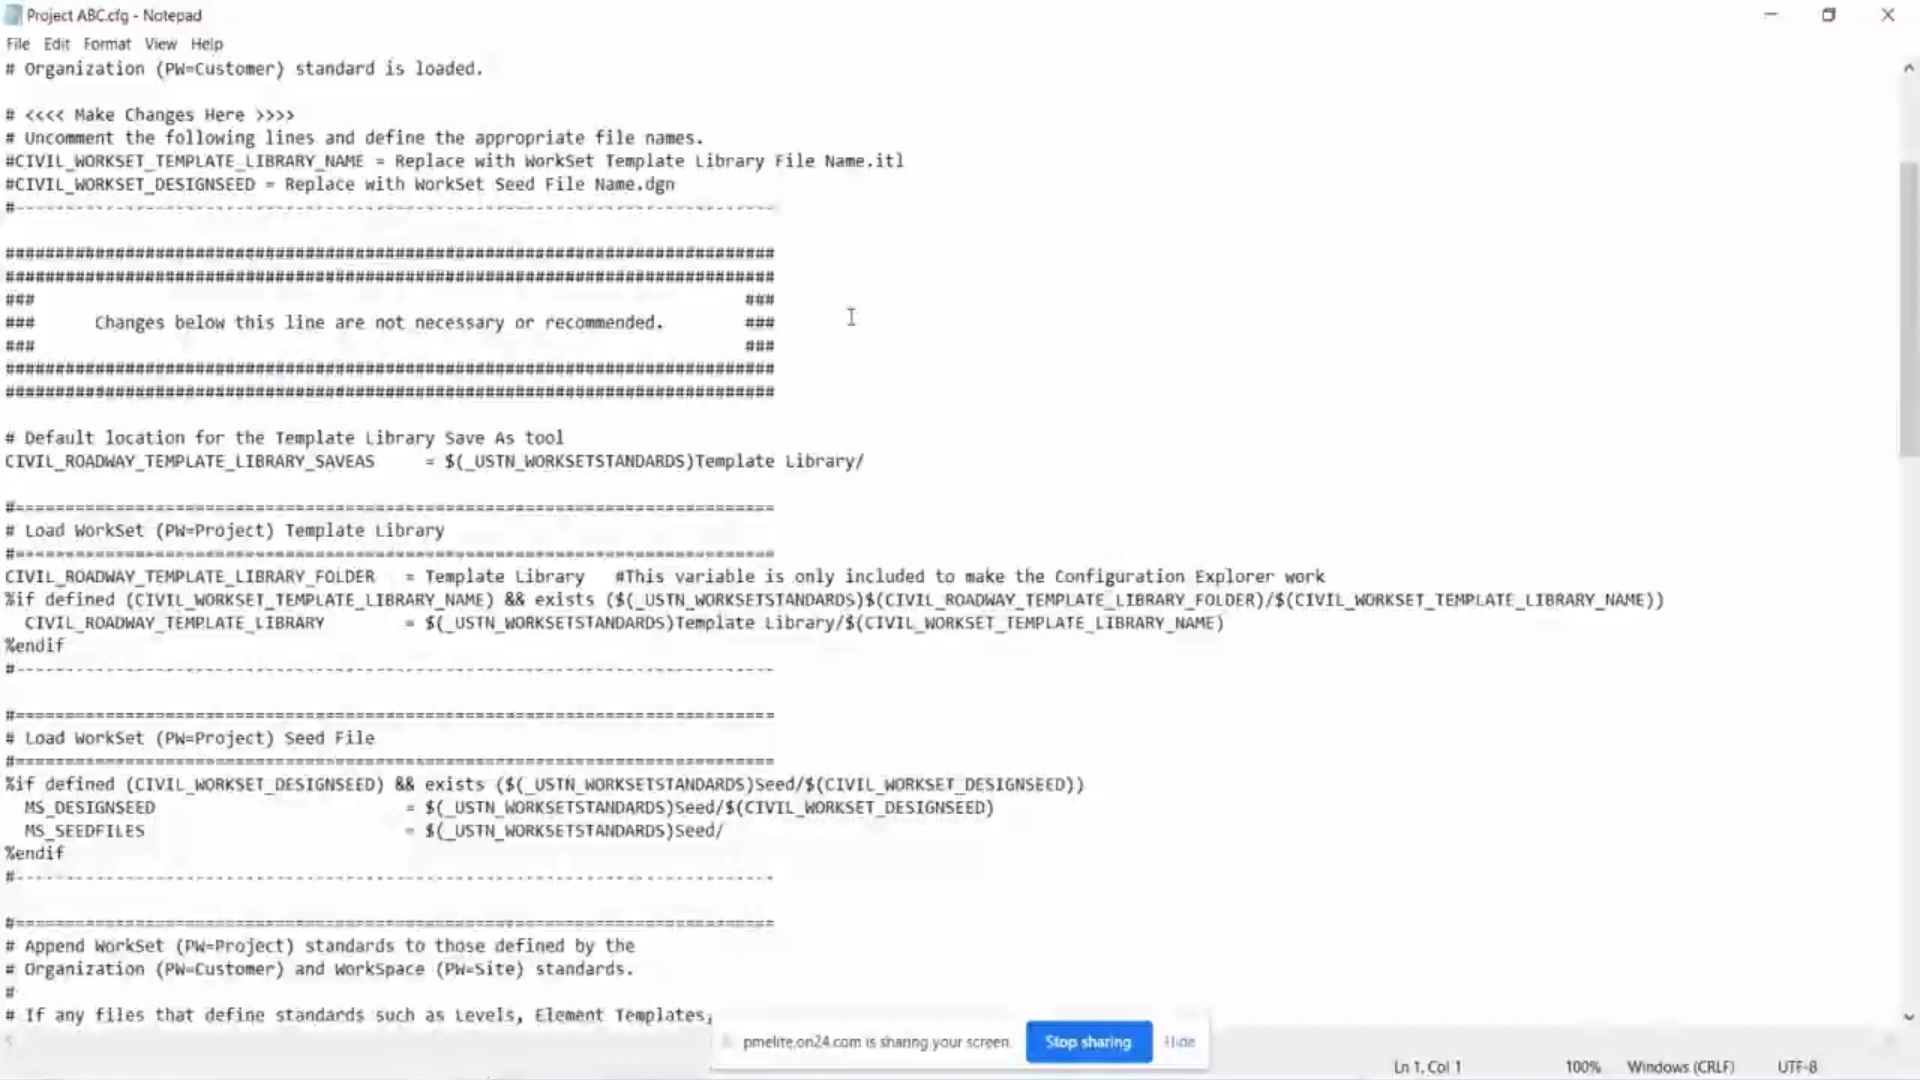 Project ABC.cfg - Notepad
File Edit Format View Help
# Organization (PW=Customer) standard is loaded.
# <<<< Make Changes Here >>>>
# Uncomment the following lines and define the appropriate file names.
#CIVIL_WORKSET_TEMPLATE_LIBRARY_NAME = Replace with WorkSet Template Library File Name.itl
#CIVIL_WORKSET_DESIGNSEED = Replace with WorkSet Seed File Name.dgn
#----------------------------------------------------------------------------
#############################################################################
#############################################################################
### ###
### Changes below this line are not necessary or recommended. ###
### ###
#############################################################################
#############################################################################
# Default location for the Template Library Save As tool
CIVIL_ROADWAY_TEMPLATE_LIBRARY_SAVEAS = $(_USTN_WORKSETSTANDARDS)Template Library/
#============================================================================
# Load WorkSet (PW=Project) Template Library
#============================================================================
CIVIL_ROADWAY_TEMPLATE_LIBRARY_FOLDER = Template Library #This variable is only included to make the Configuration Explorer work
%if defined (CIVIL_WORKSET_TEMPLATE_LIBRARY_NAME) && exists ($(_USTN_WORKSETSTANDARDS)$(CIVIL_ROADWAY_TEMPLATE_LIBRARY_FOLDER)/$(CIVIL_WORKSET_TEMPLATE_LIBRARY_NAME))
CIVIL_ROADWAY_TEMPLATE_LIBRARY = $(_USTN_WORKSETSTANDARDS)Template Library/$(CIVIL_WORKSET_TEMPLATE_LIBRARY_NAME)
%endif
#----------------------------------------------------------------------------
#============================================================================
# Load WorkSet (PW=Project) Seed File
#============================================================================
%if defined (CIVIL_WORKSET_DESIGNSEED) && exists ($(_USTN_WORKSETSTANDARDS)Seed/$(CIVIL_WORKSET_DESIGNSEED))
MS_DESIGNSEED = $(_USTN_WORKSETSTANDARDS)Seed/$(CIVIL_WORKSET_DESIGNSEED)
MS_SEEDFILES = $(_USTN_WORKSETSTANDARDS)Seed/
%endif
#----------------------------------------------------------------------------
#============================================================================
# Append WorkSet (PW=Project) standards to those defined by the
# Organization (PW=Customer) and WorkSpace (PW=Site) standards.
#
# If any files that define standards such as Levels, Element Templates,
pmelite.on24.com is sharing your screen. Stop sharing Hide
Ln 1, Col 1 100% Windows (CRLF) UTF-8